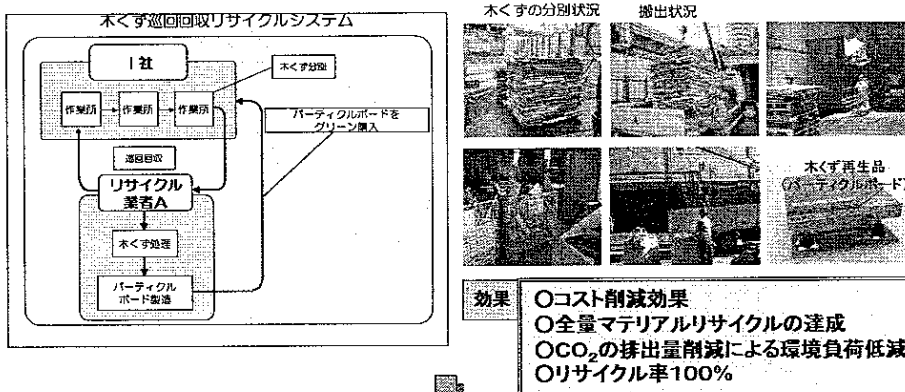 木くず巡回回収リサイクルシステム
I社
木くず分別
作業所
作業所
作業所
パーティクルボードを
グリーン購入
巡回回収
リサイクル
業者A
木くず処理
パーティクル
ボード製造
木くずの分別状況
搬出状況
木くず再生品
(パーティクルボード)
効果
〇コスト削減効果
〇全量マテリアルリサイクルの達成
〇CO₂の排出量削減による環境負荷低減
〇リサイクル率100%